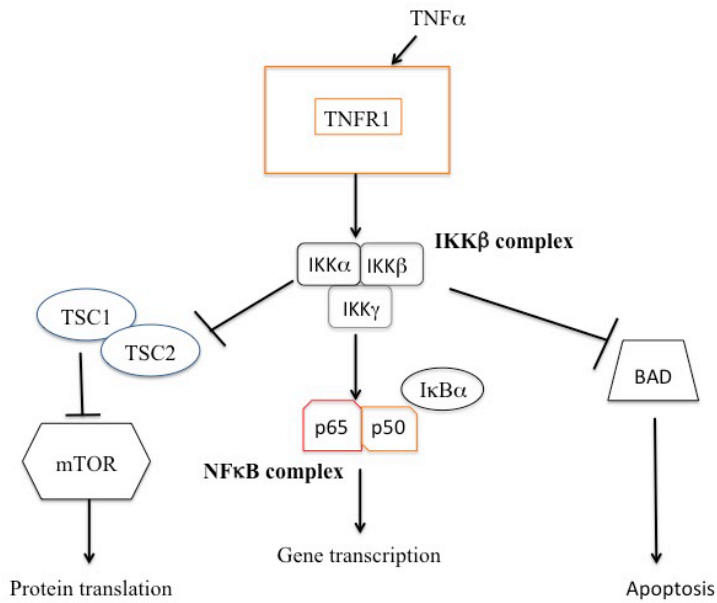 TNFα
TNFR1
IKKβ complex
IKKα IKKβ
IKKγ
TSC1
TSC2
IκBα
BAD
p65 p50
mTOR
NFκB complex
Gene transcription
Protein translation
Apoptosis